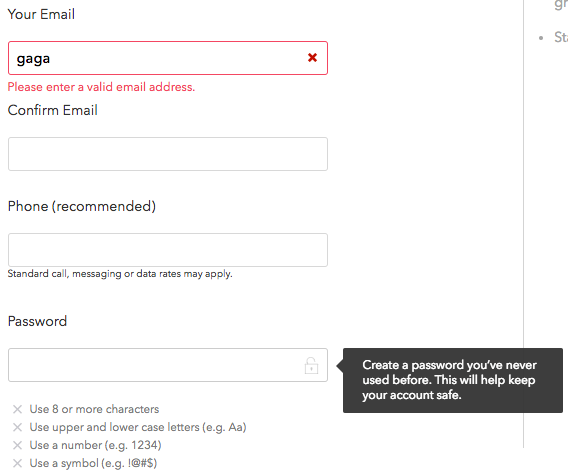 Your Email
gaga
Please enter a valid email address.
Confirm Email
Phone (recommended)
Standard call, messaging or data rates may apply.
Password
Create a password you've never
used before. This will help keep
your account safe.
Use 8 or more characters
Use upper and lower case letters (e.g. Aa)
Use a number (e.g. 1234)
Use a symbol (e.g. !@#$)